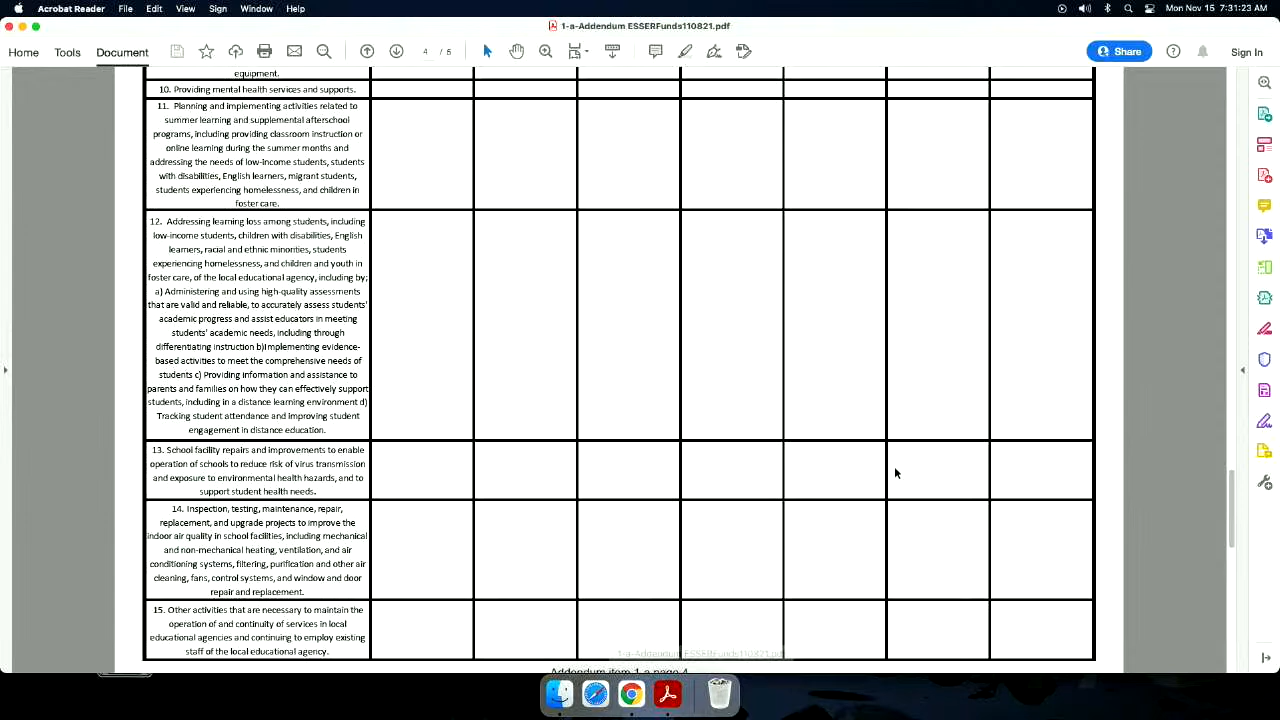 Acrobat Reader File Edit View Sign Window Help Mon Nov 15 7:31:23 AM
1-a-Addendum ESSERFunds110821.pdf
Home Tools Document 4 / 5 Share Sign In
equipment.
10. Providing mental health services and supports.
11. Planning and implementing activities related to
summer learning and supplemental afterschool
programs, including providing classroom instruction or
online learning during the summer months and
addressing the needs of low-income students, students
with disabilities, English learners, migrant students,
students experiencing homelessness, and children in
foster care.
12. Addressing learning loss among students, including
low-income students, children with disabilities, English
learners, racial and ethnic minorities, students
experiencing homelessness, and children and youth in
foster care, of the local educational agency, including by;
a) Administering and using high-quality assessments
that are valid and reliable, to accurately assess students'
academic progress and assist educators in meeting
students' academic needs, including through
differentiating instruction b)Implementing evidence-
based activities to meet the comprehensive needs of
students c) Providing information and assistance to
parents and families on how they can effectively support
students, including in a distance learning environment d)
Tracking student attendance and improving student
engagement in distance education.
13. School facility repairs and improvements to enable
operation of schools to reduce risk of virus transmission
and exposure to environmental health hazards, and to
support student health needs.
14. Inspection, testing, maintenance, repair,
replacement, and upgrade projects to improve the
indoor air quality in school facilities, including mechanical
and non-mechanical heating, ventilation, and air
conditioning systems, filtering, purification and other air
cleaning, fans, control systems, and window and door
repair and replacement.
15. Other activities that are necessary to maintain the
operation of and continuity of services in local
educational agencies and continuing to employ existing
staff of the local educational agency.
1-a-Addendum ESSERFunds110821.pdf
Addendum item 1-a page 4